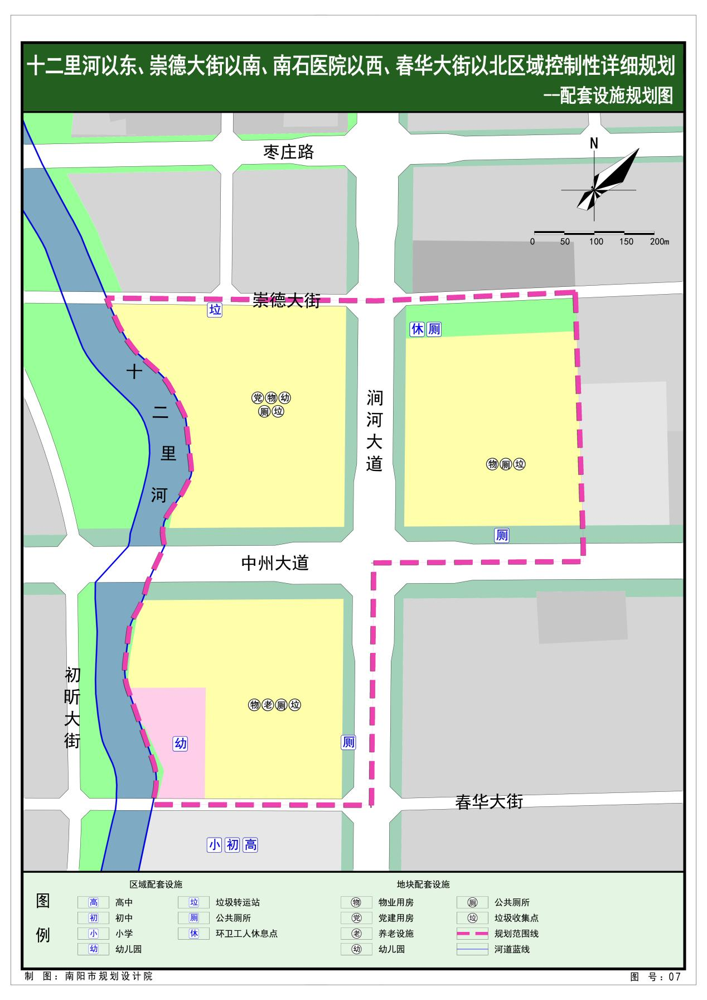 十二里河以东、崇德大街以南、南石医院以西、春华大街以北区域控制性详细规划
--配套设施规划图
枣庄路
N
0 50 100 150 200m
崇德大街
垃
休 厕
十
二
里
河
党 物 幼
厕 垃
涧
河
大
道
物 厕 垃
厕
中州大道
初
昕
大
街
物 老 厕 垃
幼
厕
春华大街
小 初 高
图
例
区域配套设施
高 高中
初 初中
小 小学
幼 幼儿园
垃 垃圾转运站
厕 公共厕所
休 环卫工人休息点
地块配套设施
物 物业用房
党 党建用房
老 养老设施
幼 幼儿园
厕 公共厕所
垃 垃圾收集点
规划范围线
河道蓝线
制 图：南阳市规划设计院
图 号：07